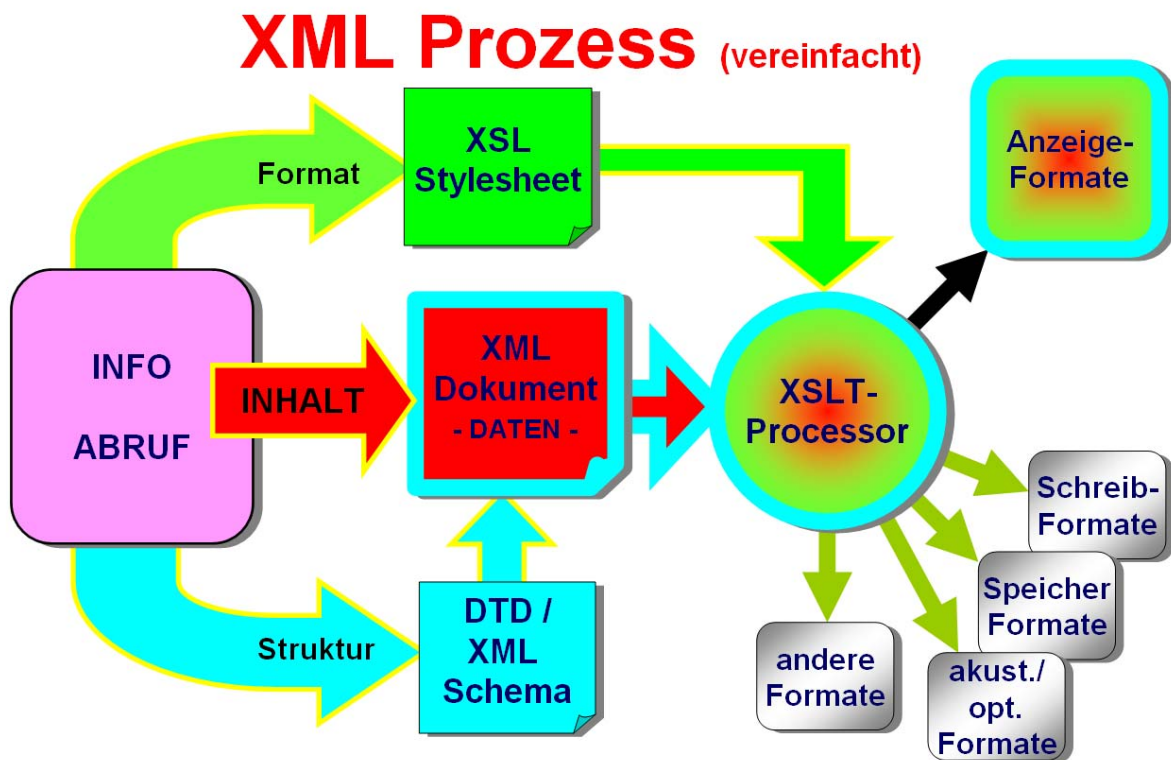 XML Prozess (vereinfacht)
Format
XSL
Stylesheet
Anzeige-
Formate
INFO
ABRUF
INHALT
XML
Dokument
- DATEN -
XSLT-
Processor
Struktur
DTD /
XML
Schema
Schreib-
Formate
Speicher
Formate
akust./
opt.
Formate
andere
Formate